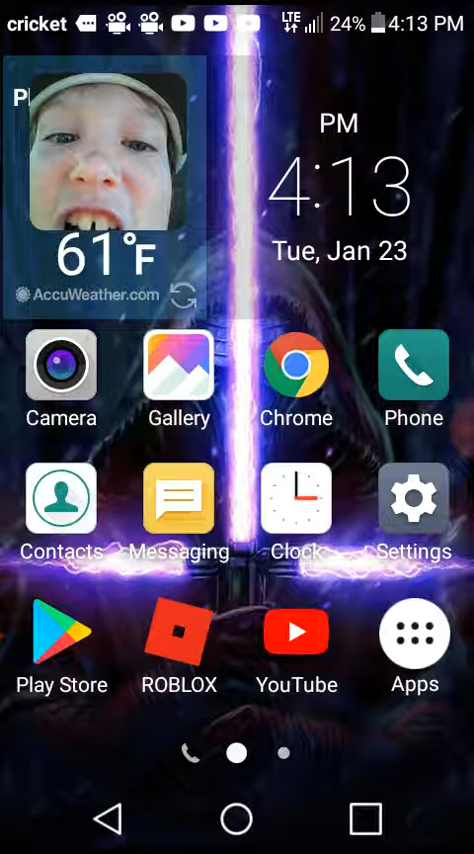 cricket LTE 24% 4:13 PM
PM
4:13
61°F
Tue, Jan 23
AccuWeather.com
Camera Gallery Chrome Phone
Contacts Messaging Clock Settings
Play Store ROBLOX YouTube Apps